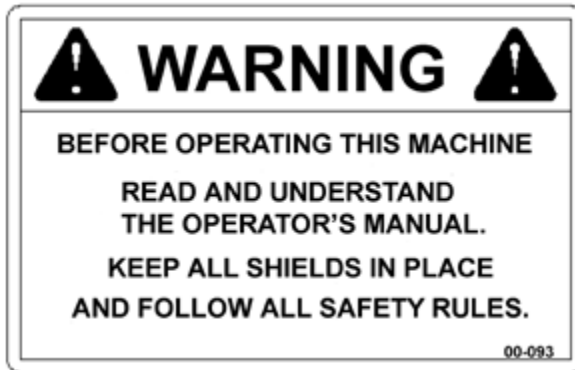 WARNING
BEFORE OPERATING THIS MACHINE
READ AND UNDERSTAND
THE OPERATOR'S MANUAL.
KEEP ALL SHIELDS IN PLACE
AND FOLLOW ALL SAFETY RULES.
00-093